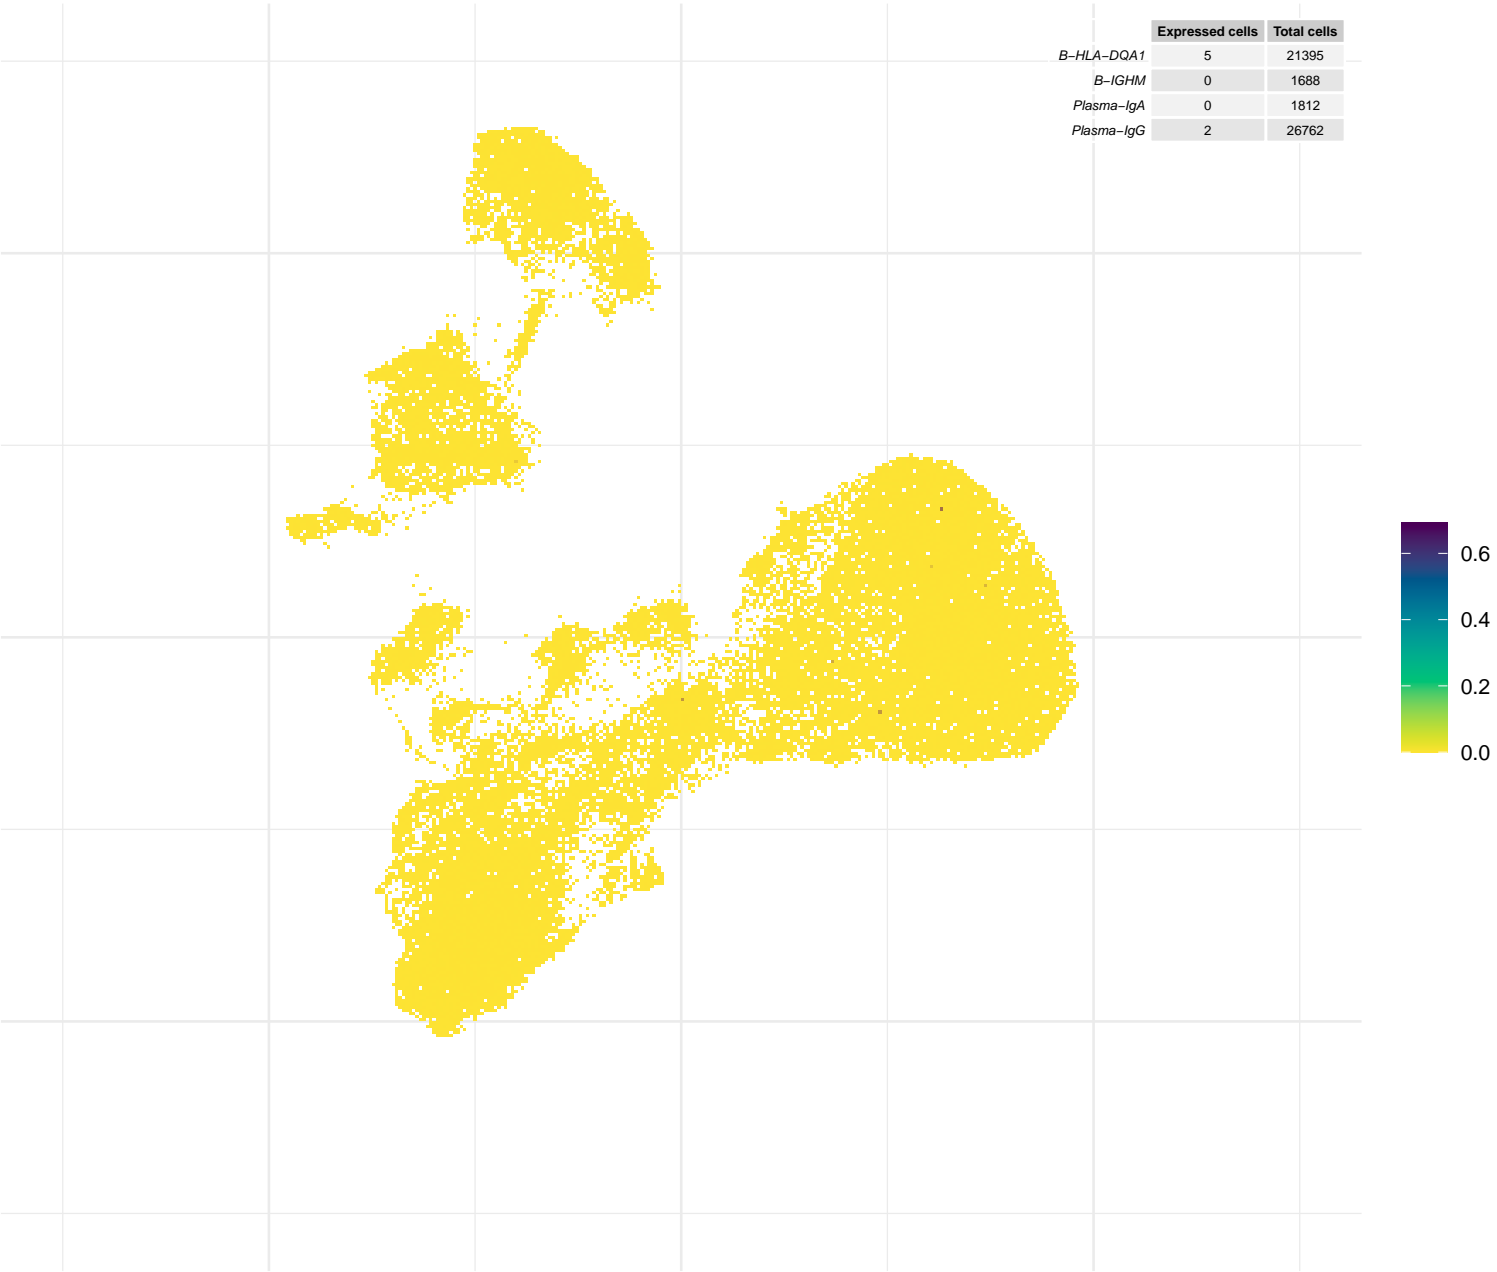 Expressed cells Total cells
B−HLA−DQA1 5 21395
B−IGHM 0 1688
Plasma−IgA 0 1812
Plasma−IgG 2 26762
0.6
0.4
0.2
0.0